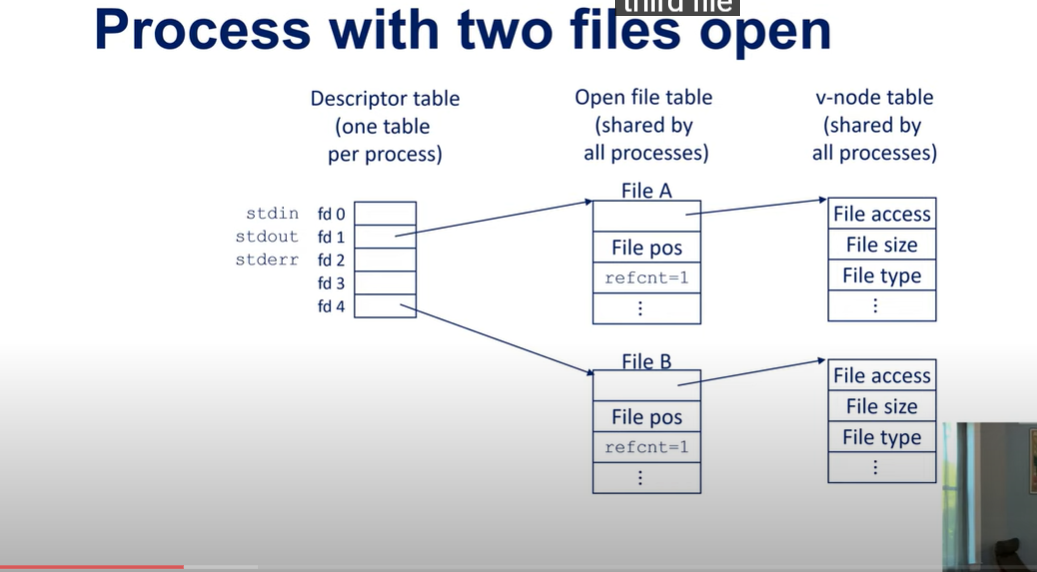 third file
Process with two files open
Descriptor table
(one table
per process)
Open file table
(shared by
all processes)
v-node table
(shared by
all processes)
stdin fd 0
stdout fd 1
stderr fd 2
fd 3
fd 4
File A
File pos
refcnt=1
⋮
File access
File size
File type
⋮
File B
File pos
refcnt=1
⋮
File access
File size
File type
⋮